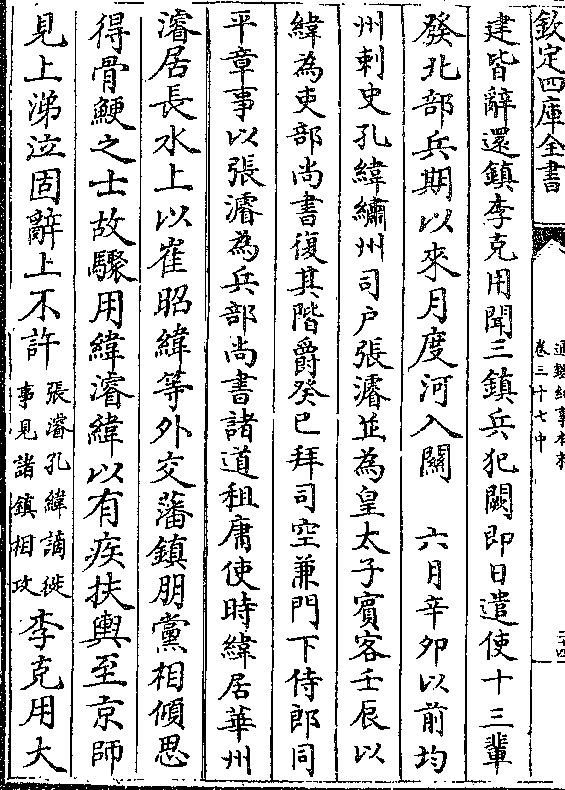 欽定四庫全書
通鑑紀事本末
卷三十七中
建皆辭還鎮李克用聞三鎮兵犯闕即日遣使十三輩
發北部兵期以來月度河入關　六月辛卯以前均
州刺史孔緯繡州司户張濬並為皇太子賓客壬辰以
緯為吏部尚書復其階爵癸巳拜司空兼門下侍郎同
平章事以張濬為兵部尚書諸道租庸使時緯居華州
濬居長水上以崔昭緯等外交藩鎮朋黨相傾思
得骨鯁之士故驟用緯濬緯以有疾扶輿至京師
見上涕泣固辭上不許張濬孔緯謫徙事見諸鎮相攻李克用大